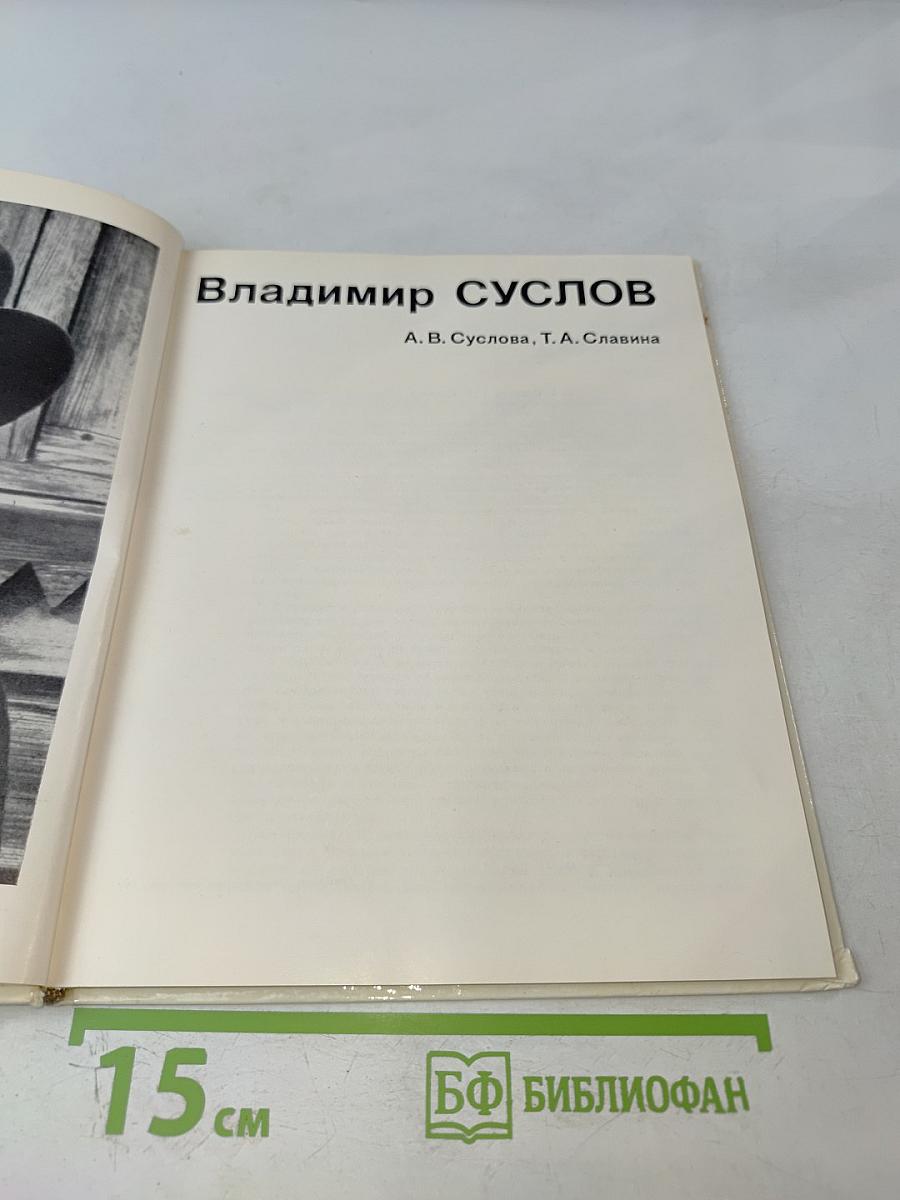 Владимир СУСЛОВ
А. В. Суслова, Т. А. Славина
15 см
БФ БИБЛИОФАН